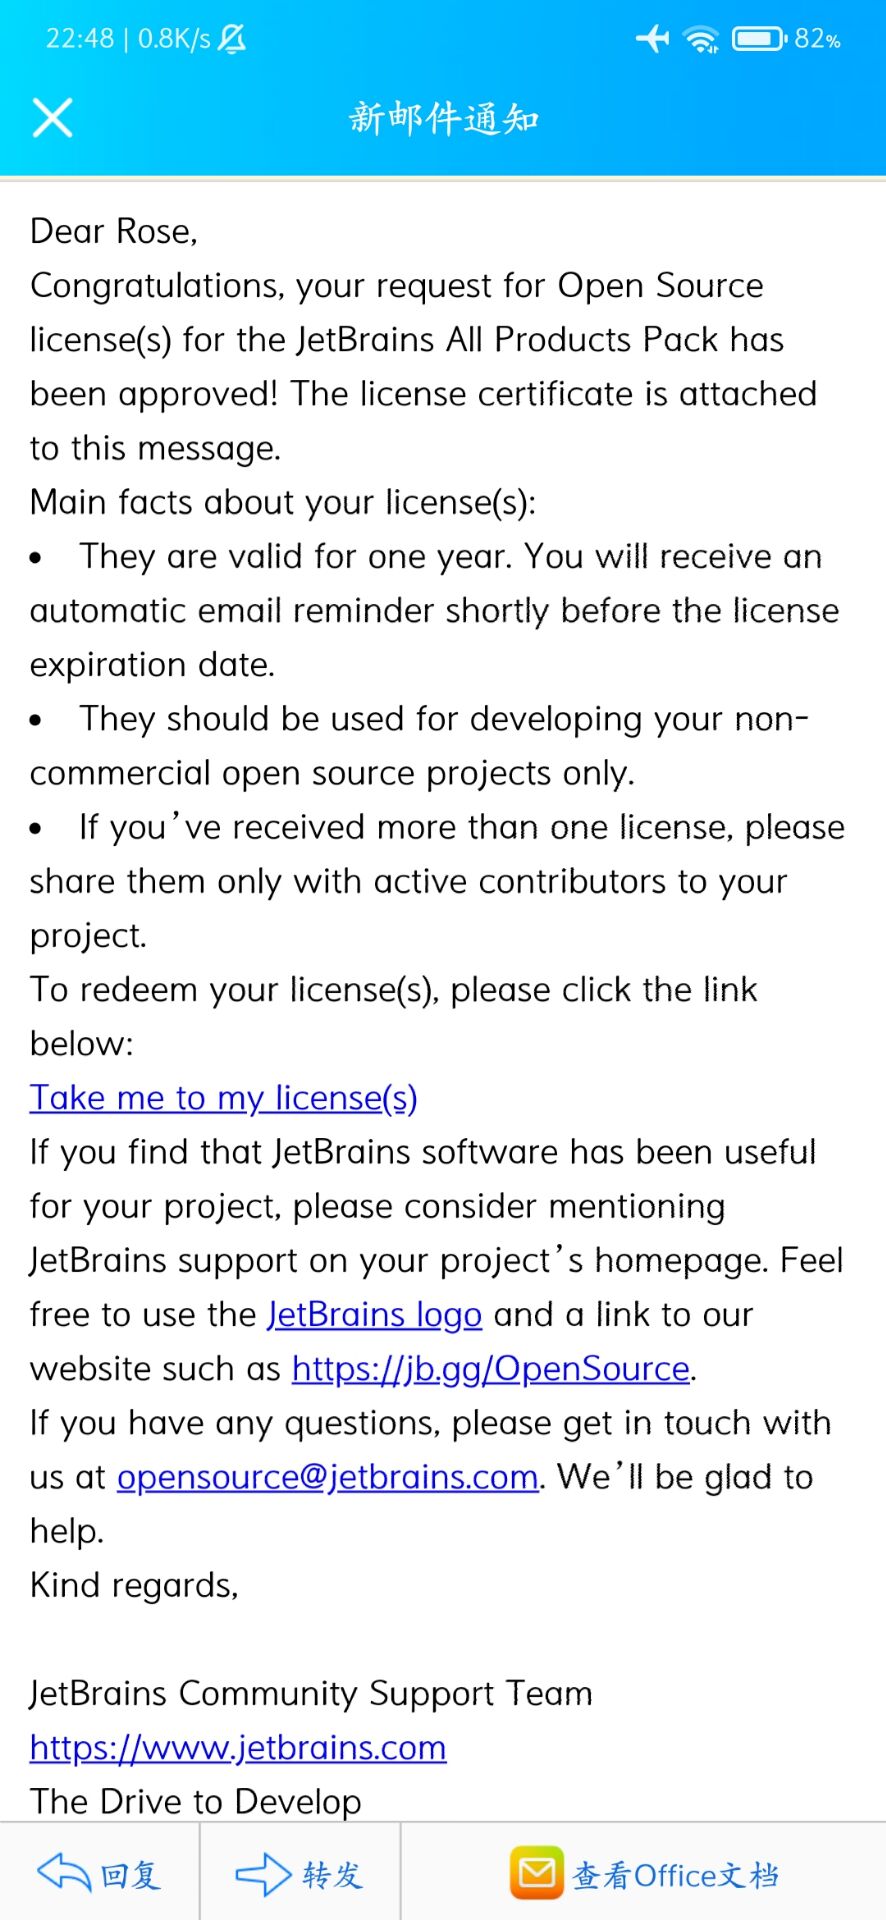 22:48 | 0.8K/s
82%
新邮件通知
Dear Rose,
Congratulations, your request for Open Source
license(s) for the JetBrains All Products Pack has
been approved! The license certificate is attached
to this message.
Main facts about your license(s):
• They are valid for one year. You will receive an
automatic email reminder shortly before the license
expiration date.
• They should be used for developing your non-
commercial open source projects only.
• If you’ve received more than one license, please
share them only with active contributors to your
project.
To redeem your license(s), please click the link
below:
Take me to my license(s)
If you find that JetBrains software has been useful
for your project, please consider mentioning
JetBrains support on your project’s homepage. Feel
free to use the JetBrains logo and a link to our
website such as https://jb.gg/OpenSource.
If you have any questions, please get in touch with
us at opensource@jetbrains.com. We’ll be glad to
help.
Kind regards,
JetBrains Community Support Team
https://www.jetbrains.com
The Drive to Develop
回复
转发
查看Office文档